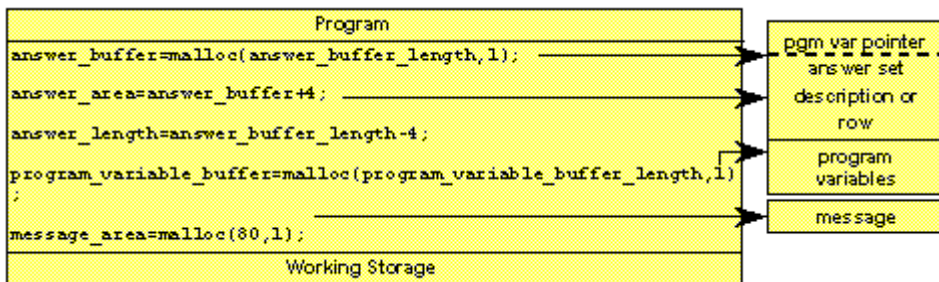 Program
answer_buffer=malloc(answer_buffer_length,1);
answer_area=answer_buffer+4;
answer_length=answer_buffer_length-4;
program_variable_buffer=malloc(program_variable_buffer_length,1)
;
message_area=malloc(80,1);
Working Storage
pgm var pointer
answer set
description or
row
program
variables
message